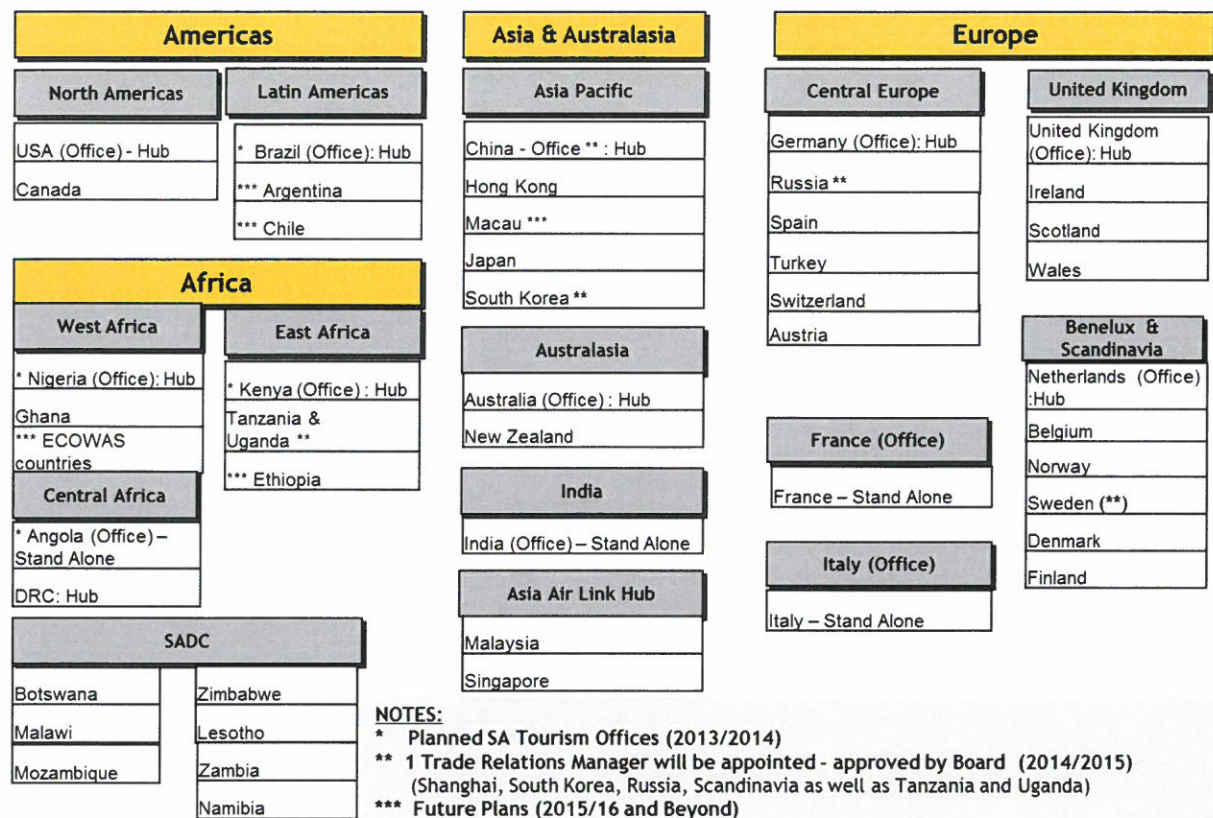 Americas
North Americas
USA (Office) - Hub
Canada
Latin Americas
* Brazil (Office): Hub
*** Argentina
*** Chile
Africa
West Africa
* Nigeria (Office): Hub
Ghana
*** ECOWAS
countries
East Africa
* Kenya (Office) : Hub
Tanzania &
Uganda **
*** Ethiopia
Central Africa
* Angola (Office) –
Stand Alone
DRC: Hub
SADC
Botswana
Malawi
Mozambique
Zimbabwe
Lesotho
Zambia
Namibia
Asia & Australasia
Asia Pacific
China - Office ** : Hub
Hong Kong
Macau ***
Japan
South Korea **
Australasia
Australia (Office) : Hub
New Zealand
India
India (Office) – Stand Alone
Asia Air Link Hub
Malaysia
Singapore
Europe
Central Europe
Germany (Office): Hub
Russia **
Spain
Turkey
Switzerland
Austria
France (Office)
France – Stand Alone
Italy (Office)
Italy – Stand Alone
United Kingdom
United Kingdom
(Office): Hub
Ireland
Scotland
Wales
Benelux &
Scandinavia
Netherlands (Office)
:Hub
Belgium
Norway
Sweden (**)
Denmark
Finland
NOTES:
* Planned SA Tourism Offices (2013/2014)
** 1 Trade Relations Manager will be appointed - approved by Board (2014/2015)
(Shanghai, South Korea, Russia, Scandinavia as well as Tanzania and Uganda)
*** Future Plans (2015/16 and Beyond)